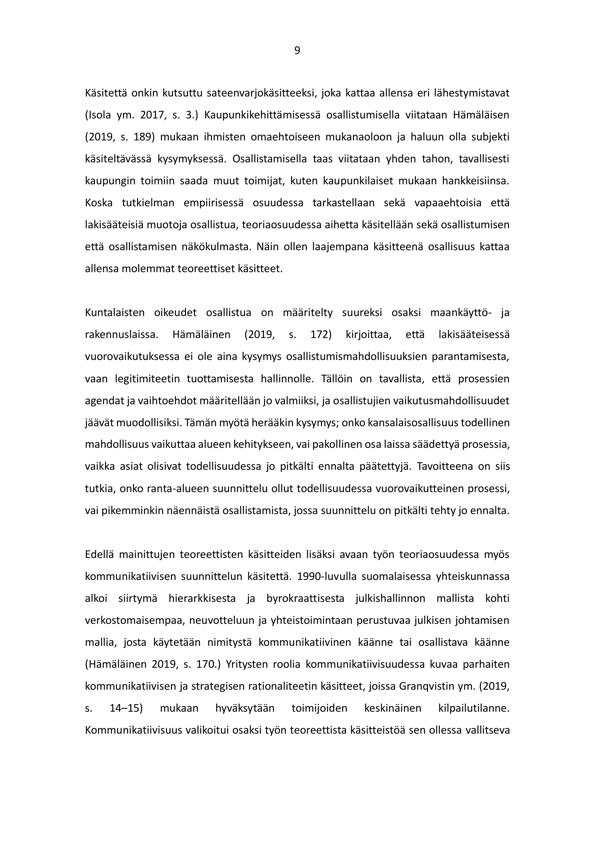 9
Käsitettä onkin kutsuttu sateenvarjokäsitteeksi, joka kattaa allensa eri lähestymistavat
(Isola ym. 2017, s. 3.) Kaupunkikehittämisessä osallistumisella viitataan Hämäläisen
(2019, s. 189) mukaan ihmisten omaehtoiseen mukanaoloon ja haluun olla subjekti
käsiteltävässä kysymyksessä. Osallistamisella taas viitataan yhden tahon, tavallisesti
kaupungin toimiin saada muut toimijat, kuten kaupunkilaiset mukaan hankkeisiinsa.
Koska tutkielman empiirisessä osuudessa tarkastellaan sekä vapaaehtoisia että
lakisääteisiä muotoja osallistua, teoriaosuudessa aihetta käsitellään sekä osallistumisen
että osallistamisen näkökulmasta. Näin ollen laajempana käsitteenä osallisuus kattaa
allensa molemmat teoreettiset käsitteet.
Kuntalaisten oikeudet osallistua on määritelty suureksi osaksi maankäyttö- ja
rakennuslaissa. Hämäläinen (2019, s. 172) kirjoittaa, että lakisääteisessä
vuorovaikutuksessa ei ole aina kysymys osallistumismahdollisuuksien parantamisesta,
vaan legitimiteetin tuottamisesta hallinnolle. Tällöin on tavallista, että prosessien
agendat ja vaihtoehdot määritellään jo valmiiksi, ja osallistujien vaikutusmahdollisuudet
jäävät muodollisiksi. Tämän myötä herääkin kysymys; onko kansalaisosallisuus todellinen
mahdollisuus vaikuttaa alueen kehitykseen, vai pakollinen osa laissa säädettyä prosessia,
vaikka asiat olisivat todellisuudessa jo pitkälti ennalta päätettyjä. Tavoitteena on siis
tutkia, onko ranta-alueen suunnittelu ollut todellisuudessa vuorovaikutteinen prosessi,
vai pikemminkin näennäistä osallistamista, jossa suunnittelu on pitkälti tehty jo ennalta.
Edellä mainittujen teoreettisten käsitteiden lisäksi avaan työn teoriaosuudessa myös
kommunikatiivisen suunnittelun käsitettä. 1990-luvulla suomalaisessa yhteiskunnassa
alkoi siirtymä hierarkkisesta ja byrokraattisesta julkishallinnon mallista kohti
verkostomaisempaa, neuvotteluun ja yhteistoimintaan perustuvaa julkisen johtamisen
mallia, josta käytetään nimitystä kommunikatiivinen käänne tai osallistava käänne
(Hämäläinen 2019, s. 170.) Yritysten roolia kommunikatiivisuudessa kuvaa parhaiten
kommunikatiivisen ja strategisen rationaliteetin käsitteet, joissa Granqvistin ym. (2019,
s. 14–15) mukaan hyväksytään toimijoiden keskinäinen kilpailutilanne.
Kommunikatiivisuus valikoitui osaksi työn teoreettista käsitteistöä sen ollessa vallitseva